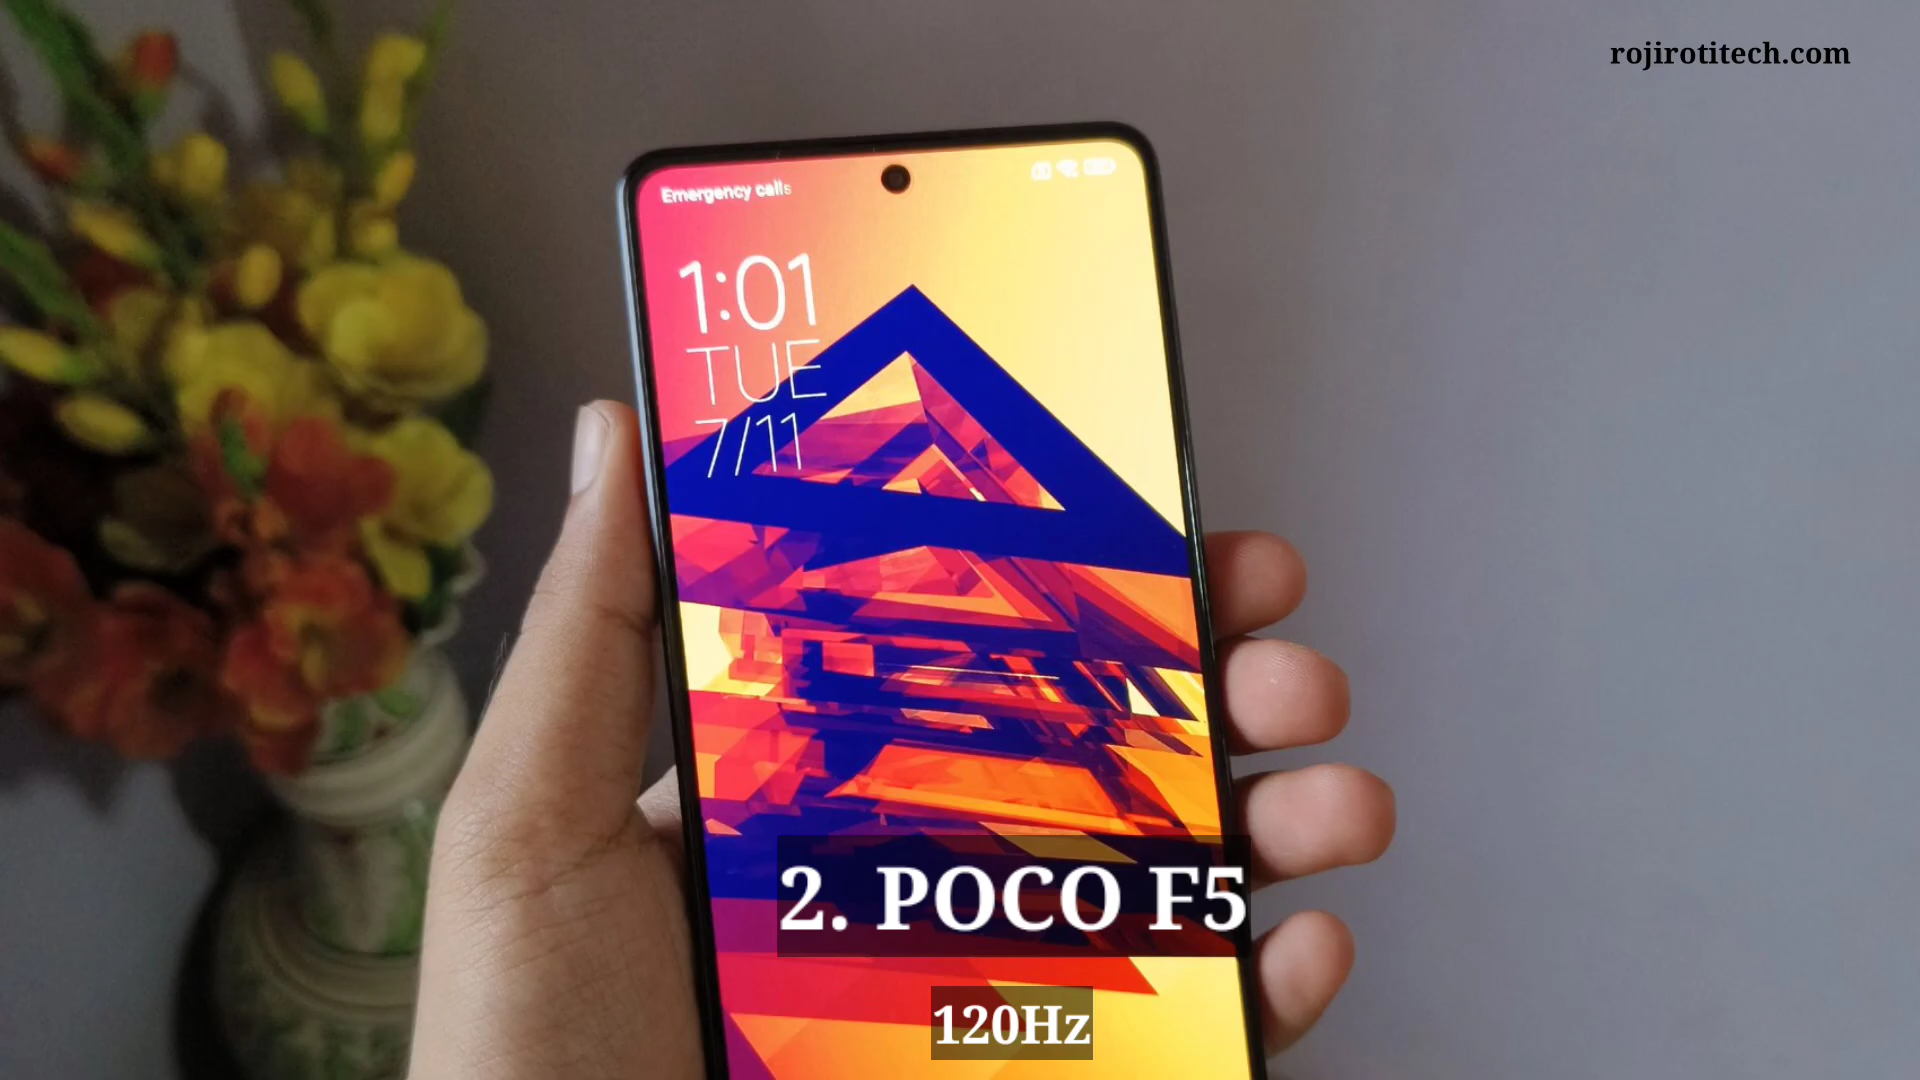 rojirotitech.com
Emergency calls
1:01
TUE
7/11
2. POCO F5
120Hz